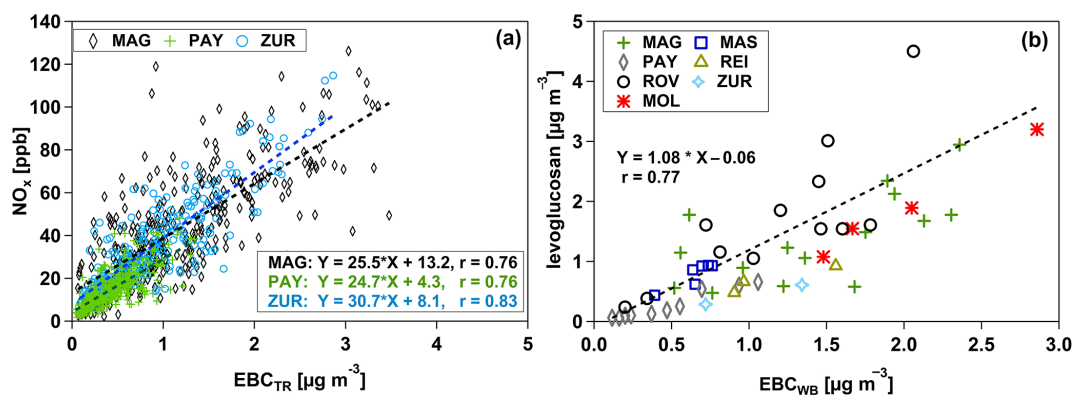 (a)
MAG PAY ZUR
140
120
100
80
60
40
20
0
NOx [ppb]
MAG: Y = 25.5*X + 13.2, r = 0.76
PAY: Y = 24.7*X + 4.3, r = 0.76
ZUR: Y = 30.7*X + 8.1, r = 0.83
0 1 2 3 4 5
EBCTR [µg m-3]
(b)
MAG MAS
PAY REI
ROV ZUR
MOL
5
4
3
2
1
0
levoglucosan [µg m−3]
Y = 1.08 * X – 0.06
r = 0.77
0.0 0.5 1.0 1.5 2.0 2.5 3.0
EBCWB [µg m−3]